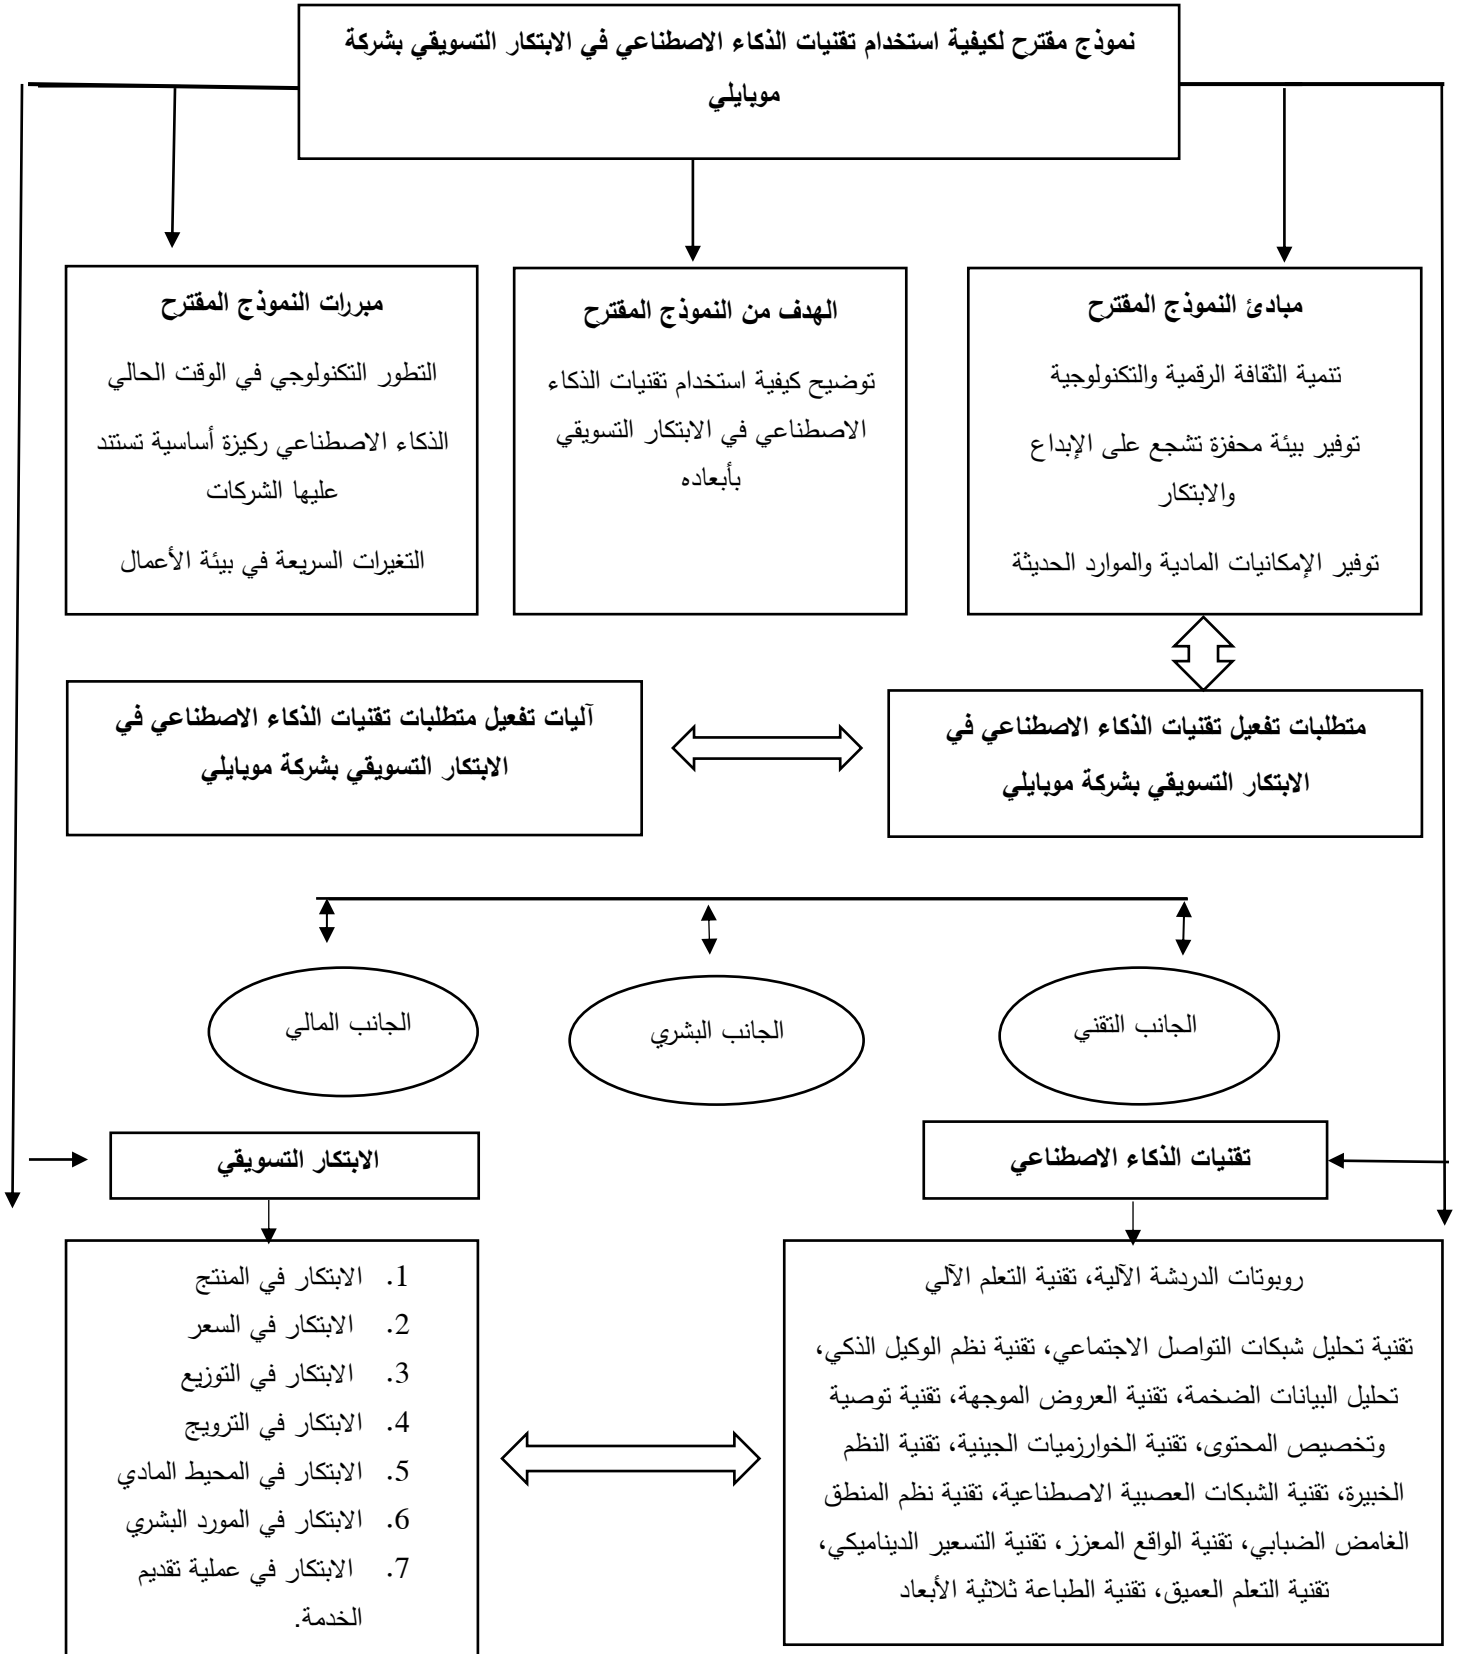 نموذج مقترح لكيفية استخدام تقنيات الذكاء الاصطناعي في الابتكار التسويقي بشركة
موبايلي
مبادئ النموذج المقترح
تنمية الثقافة الرقمية والتكنولوجية
توفير بيئة محفزة تشجع على الإبداع
والابتكار
توفير الإمكانيات المادية والموارد الحديثة
الهدف من النموذج المقترح
توضيح كيفية استخدام تقنيات الذكاء
الاصطناعي في الابتكار التسويقي
بأبعاده
مبررات النموذج المقترح
التطور التكنولوجي في الوقت الحالي
الذكاء الاصطناعي ركيزة أساسية تستند
عليها الشركات
التغيرات السريعة في بيئة الأعمال
متطلبات تفعيل تقنيات الذكاء الاصطناعي في
الابتكار التسويقي بشركة موبايلي
آليات تفعيل متطلبات تقنيات الذكاء الاصطناعي في
الابتكار التسويقي بشركة موبايلي
الجانب التقني
الجانب البشري
الجانب المالي
تقنيات الذكاء الاصطناعي
روبوتات الدردشة الآلية، تقنية التعلم الآلي
تقنية تحليل شبكات التواصل الاجتماعي، تقنية نظم الوكيل الذكي،
تحليل البيانات الضخمة، تقنية العروض الموجهة، تقنية توصية
وتخصيص المحتوى، تقنية الخوارزميات الجينية، تقنية النظم
الخبيرة، تقنية الشبكات العصبية الاصطناعية، تقنية نظم المنطق
الغامض الضبابي، تقنية الواقع المعزز، تقنية التسعير الديناميكي،
تقنية التعلم العميق، تقنية الطباعة ثلاثية الأبعاد
الابتكار التسويقي
1. الابتكار في المنتج
2. الابتكار في السعر
3. الابتكار في التوزيع
4. الابتكار في الترويج
5. الابتكار في المحيط المادي
6. الابتكار في المورد البشري
7. الابتكار في عملية تقديم
الخدمة.